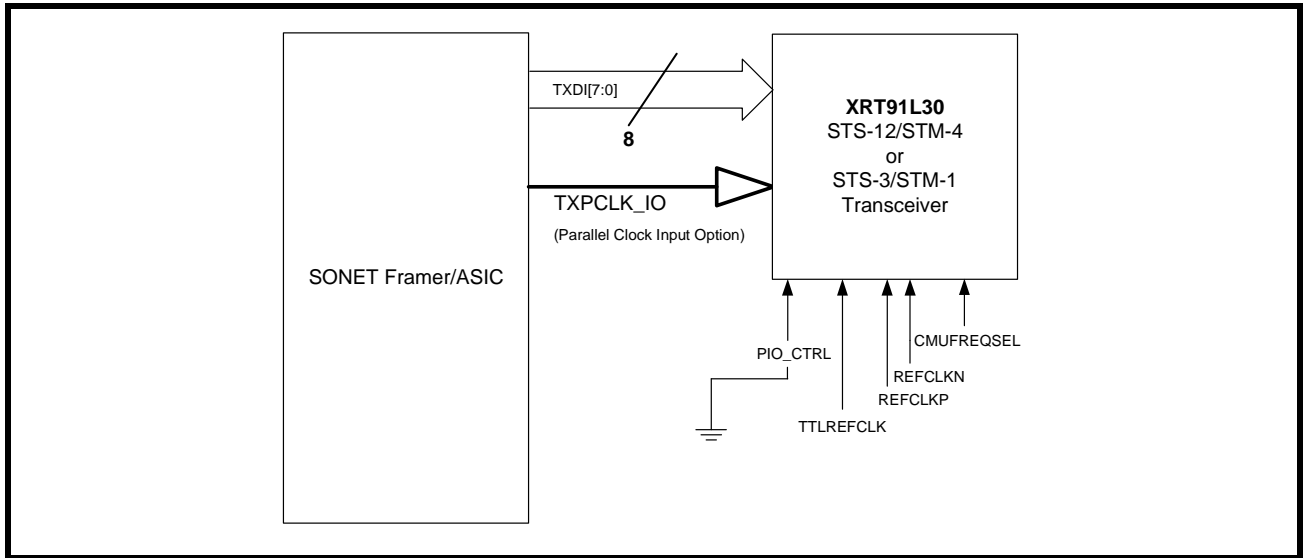 SONET Framer/ASIC
TXDI[7:0]
8
TXPCLK_IO
(Parallel Clock Input Option)
XRT91L30
STS-12/STM-4
or
STS-3/STM-1
Transceiver
PIO_CTRL
TTLREFCLK
REFCLKP
REFCLKN
CMUFREQSEL